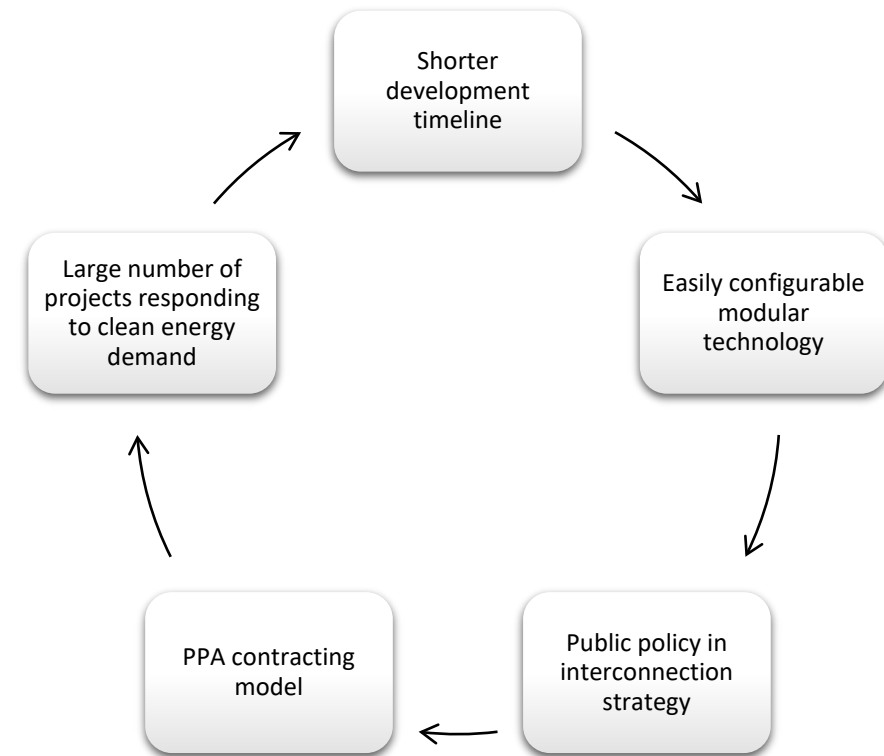 Shorter
development
timeline
Easily configurable
modular
technology
Public policy in
interconnection
strategy
PPA contracting
model
Large number of
projects responding
to clean energy
demand